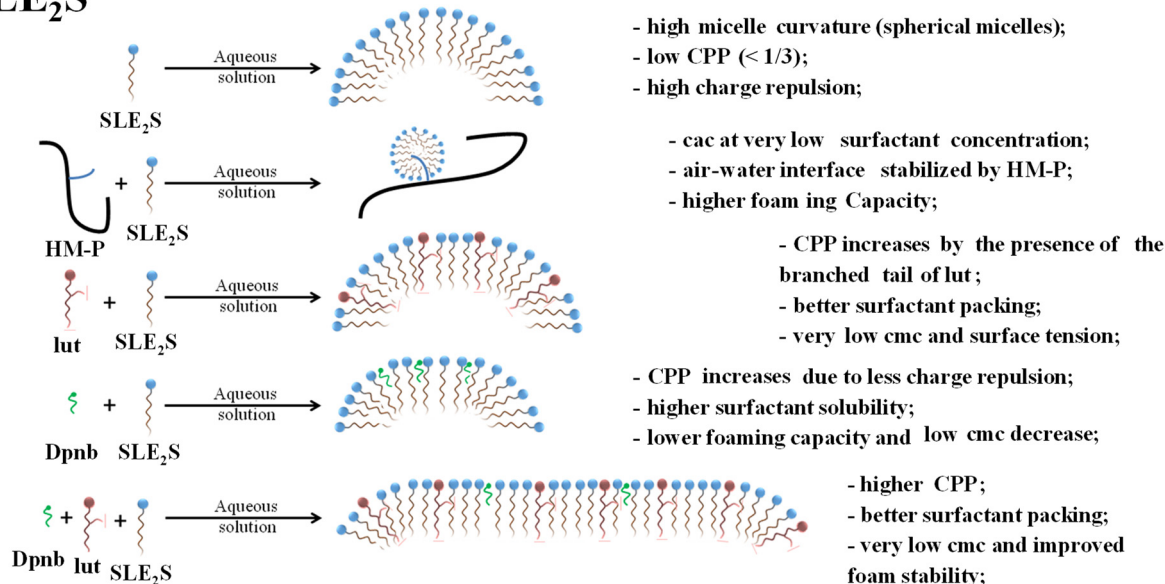 SLE₂S
Aqueous
solution
SLE₂S
- high micelle curvature (spherical micelles);
- low CPP (< 1/3);
- high charge repulsion;
+
Aqueous
solution
HM-P
SLE₂S
- cac at very low surfactant concentration;
- air-water interface stabilized by HM-P;
- higher foam ing Capacity;
+
Aqueous
solution
lut
SLE₂S
- CPP increases by the presence of the
branched tail of lut;
- better surfactant packing;
- very low cmc and surface tension;
+
Aqueous
solution
Dpnb
SLE₂S
- CPP increases due to less charge repulsion;
- higher surfactant solubility;
- lower foaming capacity and low cmc decrease;
+
+
Aqueous
solution
Dpnb
lut
SLE₂S
- higher CPP;
- better surfactant packing;
- very low cmc and improved
foam stability;